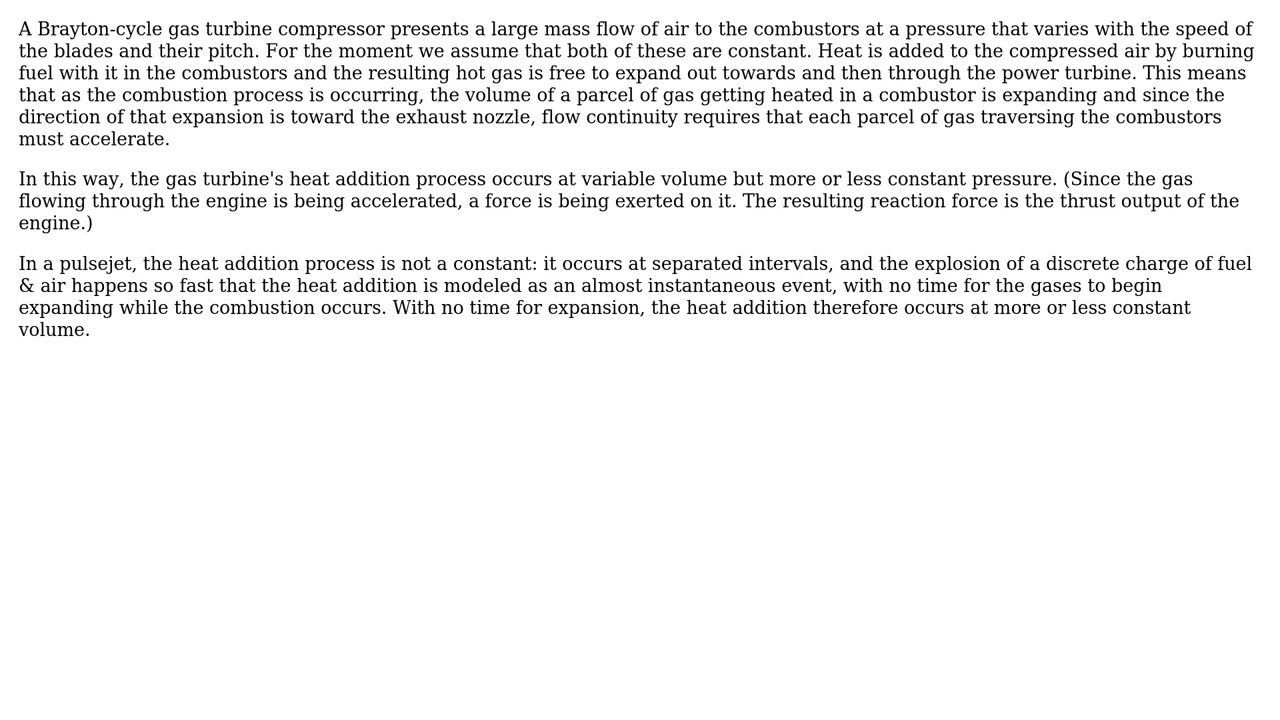 A Brayton-cycle gas turbine compressor presents a large mass flow of air to the combustors at a pressure that varies with the speed of
the blades and their pitch. For the moment we assume that both of these are constant. Heat is added to the compressed air by burning
fuel with it in the combustors and the resulting hot gas is free to expand out towards and then through the power turbine. This means
that as the combustion process is occurring, the volume of a parcel of gas getting heated in a combustor is expanding and since the
direction of that expansion is toward the exhaust nozzle, flow continuity requires that each parcel of gas traversing the combustors
must accelerate.
In this way, the gas turbine's heat addition process occurs at variable volume but more or less constant pressure. (Since the gas
flowing through the engine is being accelerated, a force is being exerted on it. The resulting reaction force is the thrust output of the
engine.)
In a pulsejet, the heat addition process is not a constant: it occurs at separated intervals, and the explosion of a discrete charge of fuel
& air happens so fast that the heat addition is modeled as an almost instantaneous event, with no time for the gases to begin
expanding while the combustion occurs. With no time for expansion, the heat addition therefore occurs at more or less constant
volume.